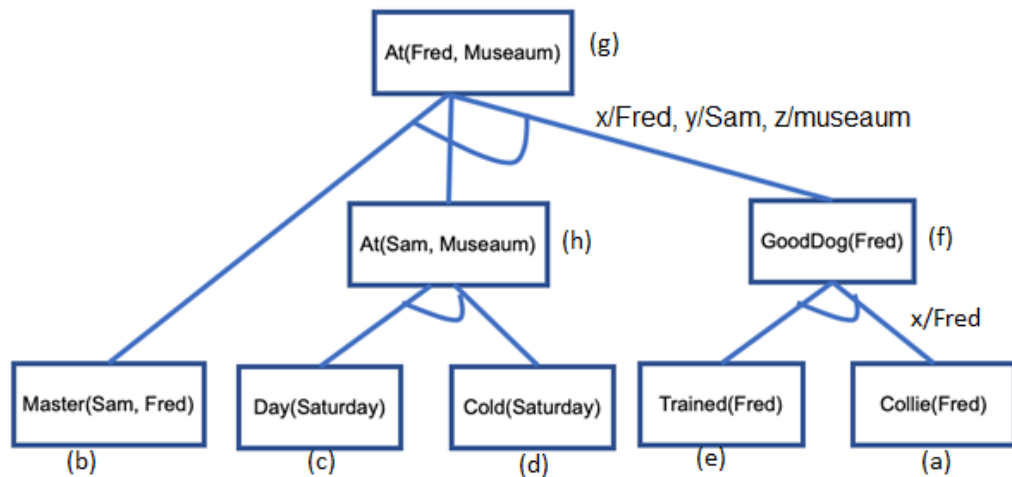 At(Fred, Museaum) (g)
x/Fred, y/Sam, z/museaum
At(Sam, Museaum) (h)
GoodDog(Fred) (f)
x/Fred
Master(Sam, Fred)
Day(Saturday)
Cold(Saturday)
Trained(Fred)
Collie(Fred)
(b)
(c)
(d)
(e)
(a)